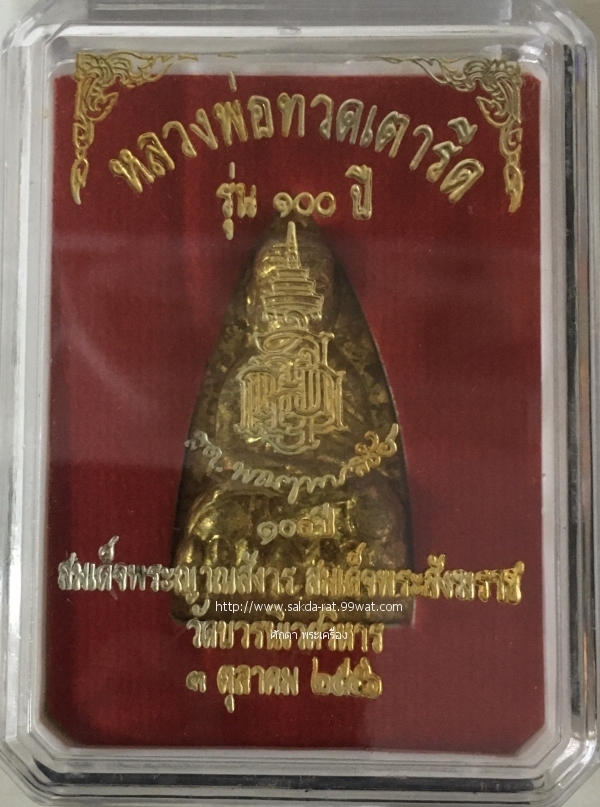 หลวงพ่อทวดเตารีด
รุ่น ๑๐๐ ปี
๑๐๐ปี
สมเด็จพระญาณสังวร สมเด็จพระสังฆราช
http://www.sakda-rat.99wat.com
วัดบวรนิเวศวิหาร
ศักดา พระเครื่อง
๓ ตุลาคม ๒๕๕๖